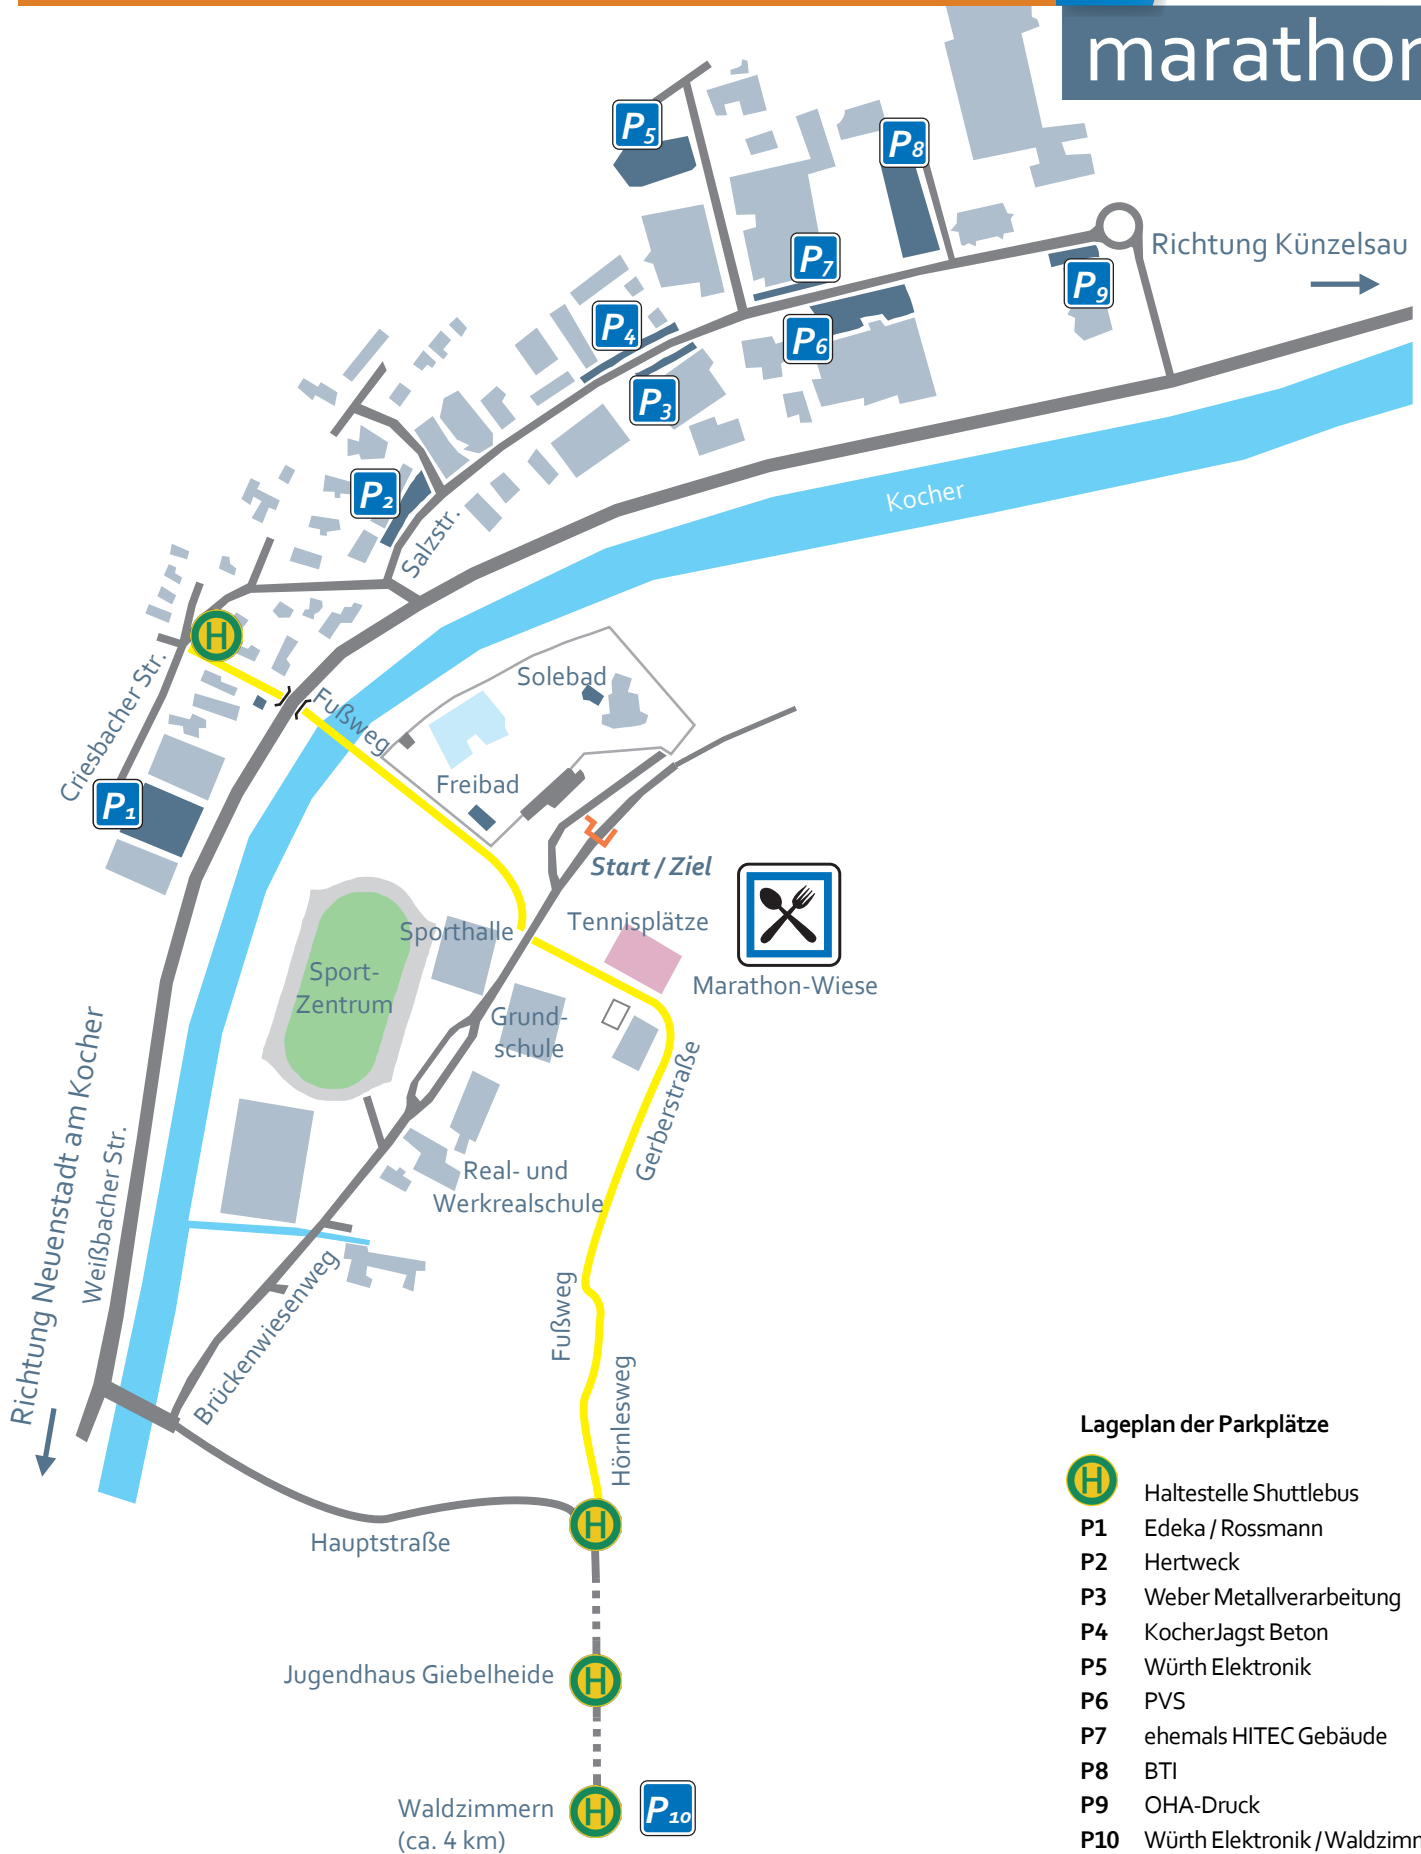 P5
P8
Richtung Künzelsau
P7
P9
P4
P6
P3
Kocher
P2
Salzstr.
H
Criesbacher Str.
Fußweg
Solebad
Freibad
P1
Start / Ziel
Tennisplätze
Sporthalle
Sport-
Zentrum
Marathon-Wiese
Grund-
schule
Gerberstraße
Richtung Neuenstadt am Kocher
Weißbacher Str.
Real- und
Werkrealschule
Brückenwiesenweg
Fußweg
Hörnlesweg
Hauptstraße
H
Jugendhaus Giebelheide
H
Waldzimmern
(ca. 4 km)
H
P10
Lageplan der Parkplätze
H Haltestelle Shuttlebus
P1 Edeka / Rossmann
P2 Hertweck
P3 Weber Metallverarbeitung
P4 KocherJagst Beton
P5 Würth Elektronik
P6 PVS
P7 ehemals HITEC Gebäude
P8 BTI
P9 OHA-Druck
P10 Würth Elektronik /